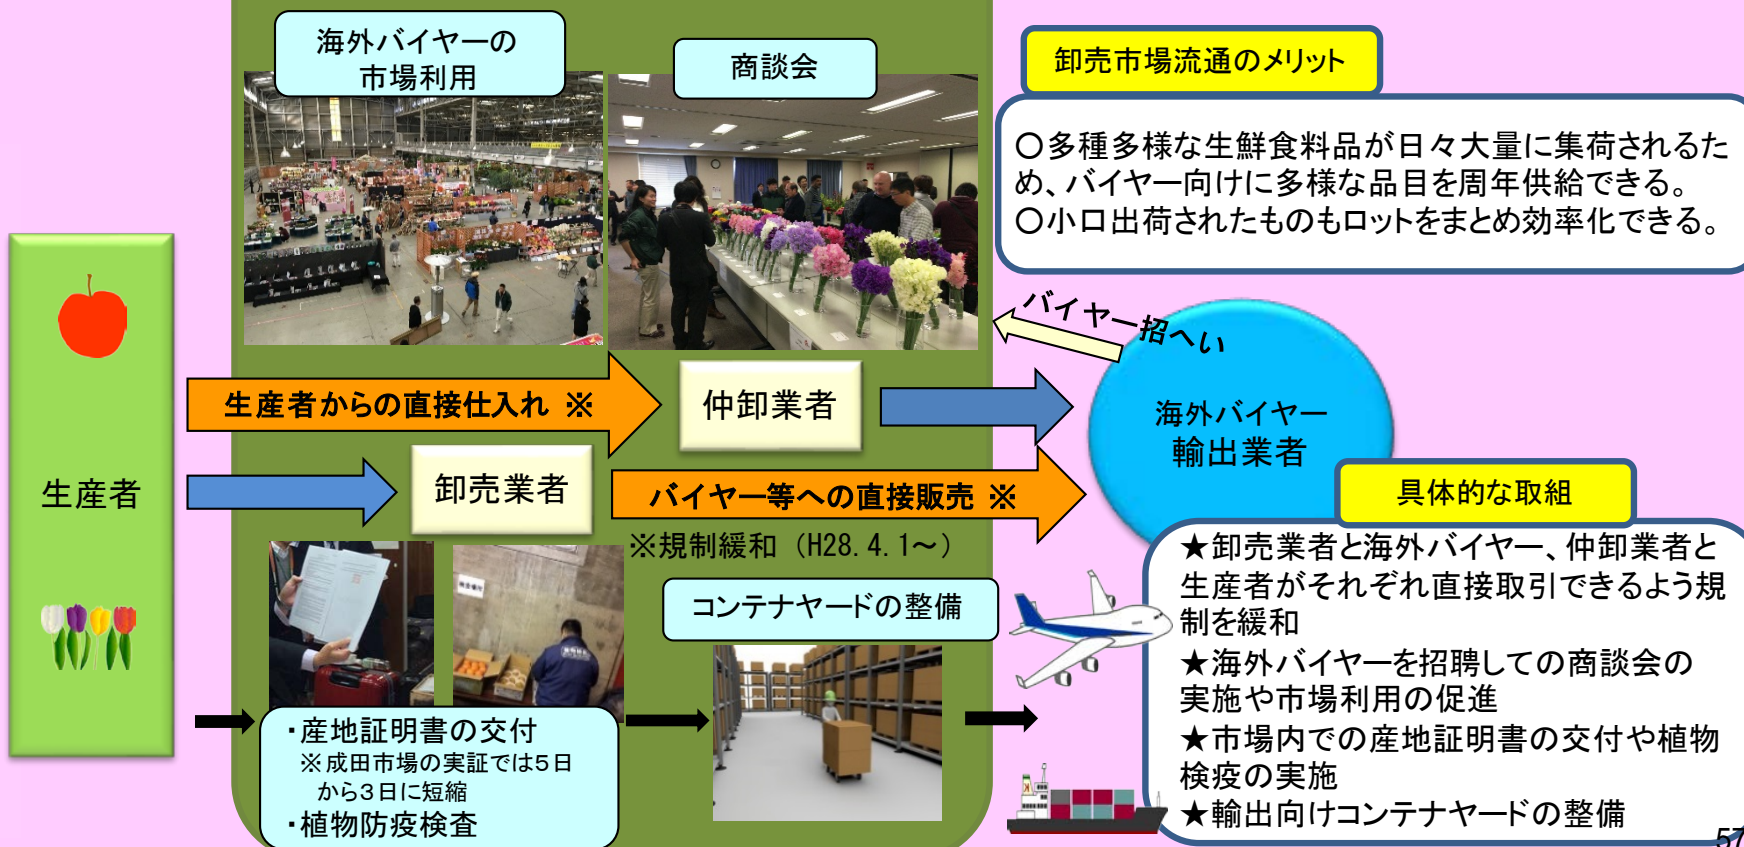 海外バイヤーの
市場利用
商談会
卸売市場流通のメリット
〇多種多様な生鮮食料品が日々大量に集荷されるた
め、バイヤー向けに多様な品目を周年供給できる。
〇小口出荷されたものもロットをまとめ効率化できる。
バイヤー招へい
生産者からの直接仕入れ ※
仲卸業者
海外バイヤー
輸出業者
生産者
卸売業者
バイヤー等への直接販売 ※
※規制緩和（H28.4.1～）
具体的な取組
★卸売業者と海外バイヤー、仲卸業者と
生産者がそれぞれ直接取引できるよう規
制を緩和
★海外バイヤーを招聘しての商談会の
実施や市場利用の促進
★市場内での産地証明書の交付や植物
検疫の実施
★輸出向けコンテナヤードの整備
コンテナヤードの整備
・産地証明書の交付
※成田市場の実証では５日
から３日に短縮
・植物防疫検査
57